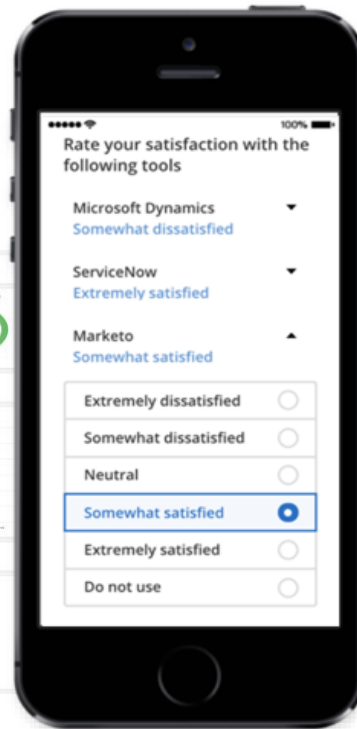 100%
Rate your satisfaction with the
following tools
Microsoft Dynamics
Somewhat dissatisfied
ServiceNow
Extremely satisfied
Marketo
Somewhat satisfied
Extremely dissatisfied
Somewhat dissatisfied
Neutral
Somewhat satisfied
Extremely satisfied
Do not use